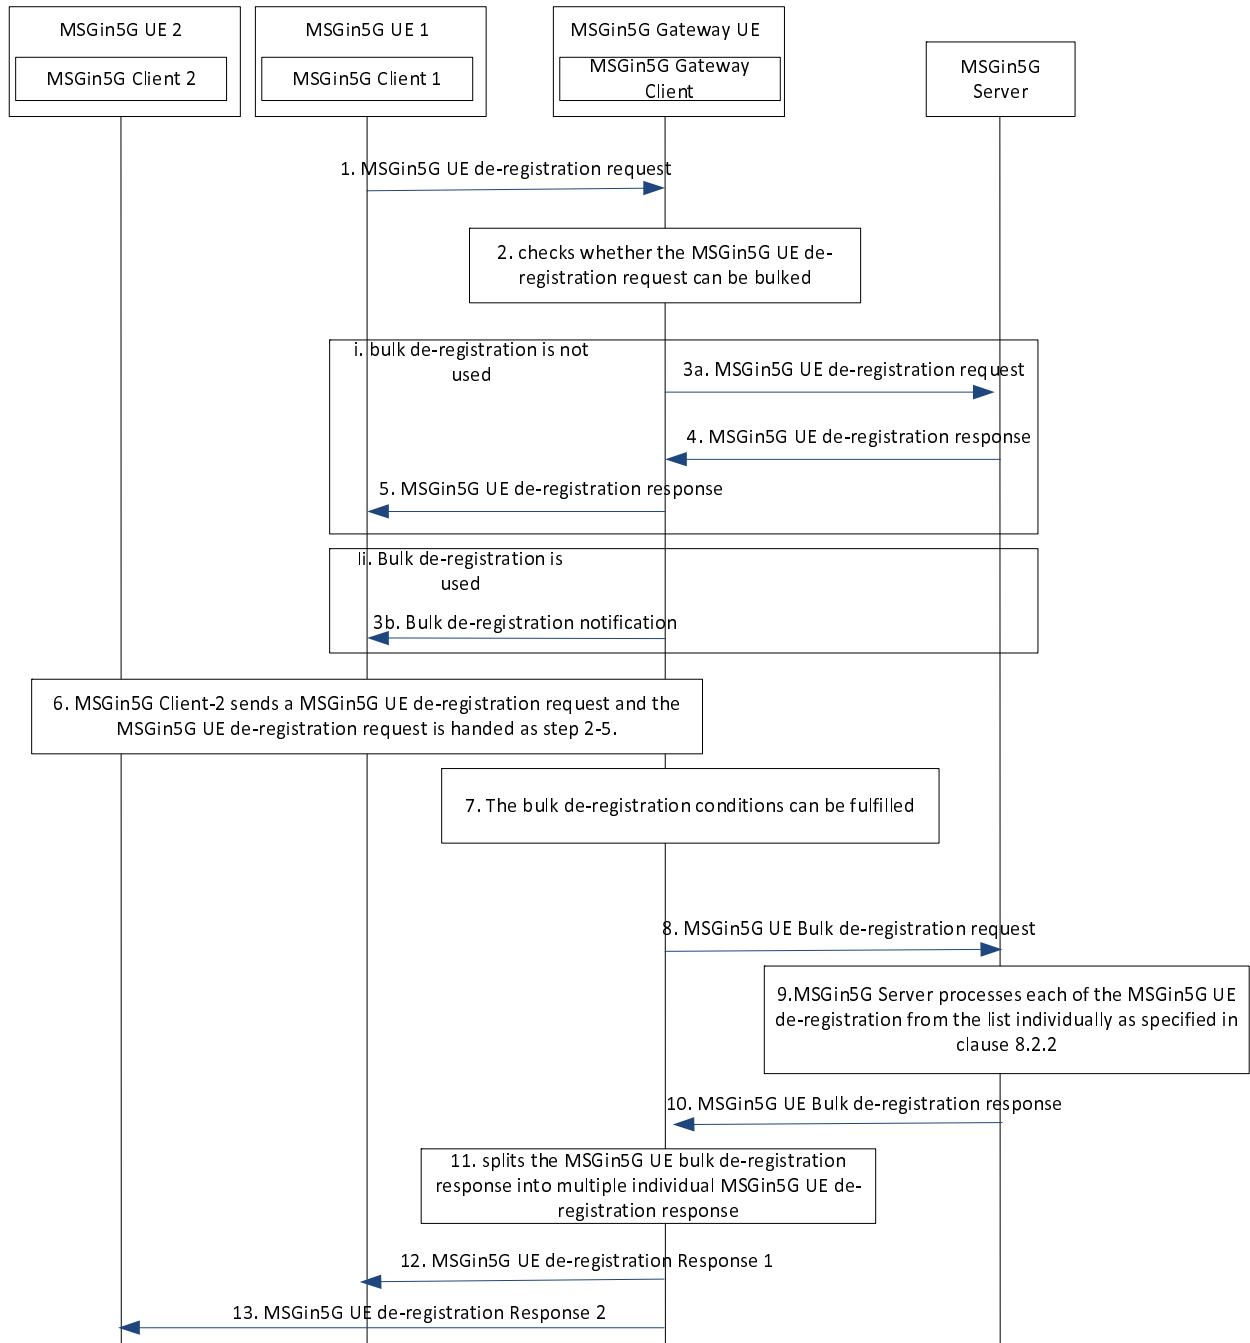 MSGin5G UE 2
MSGin5G Client 2
MSGin5G UE 1
MSGin5G Client 1
MSGin5G Gateway UE
MSGin5G Gateway
Client
MSGin5G
Server
1. MSGin5G UE de-registration request
2. checks whether the MSGin5G UE de-
registration request can be bulked
i. bulk de-registration is not
used
3a. MSGin5G UE de-registration request
4. MSGin5G UE de-registration response
5. MSGin5G UE de-registration response
Ii. Bulk de-registration is
used
3b. Bulk de-registration notification
6. MSGin5G Client-2 sends a MSGin5G UE de-registration request and the
MSGin5G UE de-registration request is handed as step 2-5.
7. The bulk de-registration conditions can be fulfilled
8. MSGin5G UE Bulk de-registration request
9.MSGin5G Server processes each of the MSGin5G UE
de-registration from the list individually as specified in
clause 8.2.2
10. MSGin5G UE Bulk de-registration response
11. splits the MSGin5G UE bulk de-registration
response into multiple individual MSGin5G UE de-
registration response
12. MSGin5G UE de-registration Response 1
13. MSGin5G UE de-registration Response 2